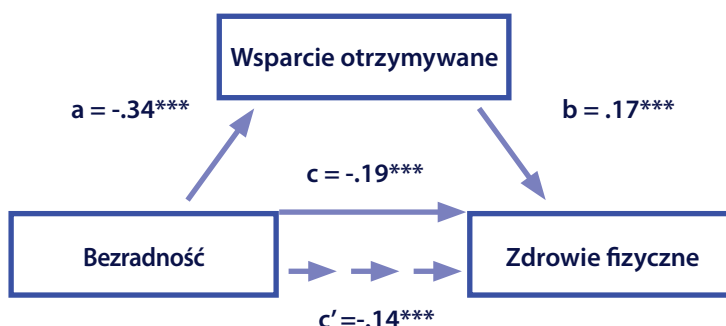 Wsparcie otrzymywane
a = -.34***
b = .17***
c = -.19***
Bezradność
Zdrowie fizyczne
c’ =-.14***